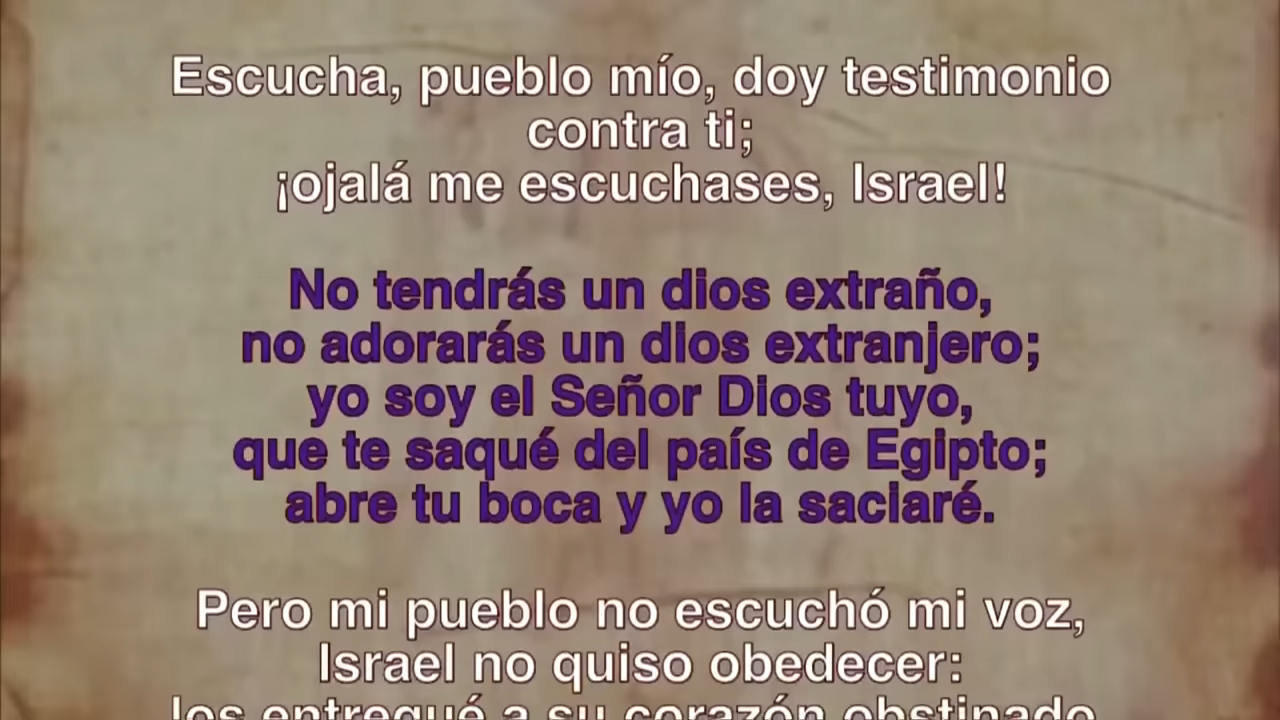 Escucha, pueblo mío, doy testimonio
contra ti;
¡ojalá me escuchases, Israel!
No tendrás un dios extraño,
no adorarás un dios extranjero;
yo soy el Señor Dios tuyo,
que te saqué del país de Egipto;
abre tu boca y yo la saciaré.
Pero mi pueblo no escuchó mi voz,
Israel no quiso obedecer:
los entregué a su corazón obstinado